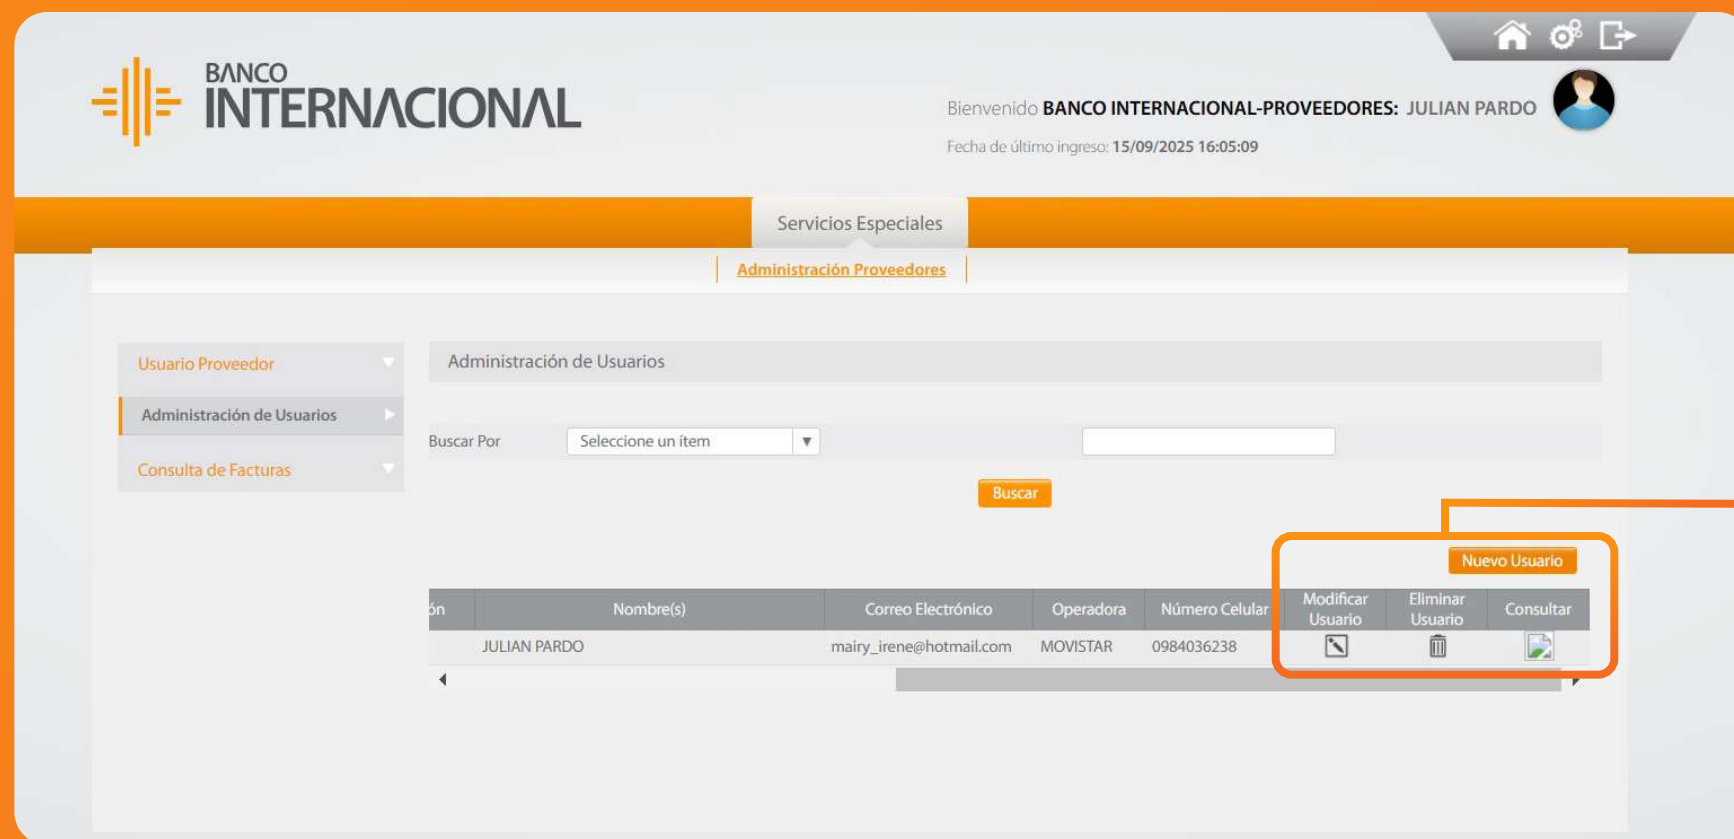 BANCO
INTERNACIONAL
Bienvenido BANCO INTERNACIONAL-PROVEEDORES: JULIAN PARDO
Fecha de último ingreso: 15/09/2025 16:05:09
Servicios Especiales
Administración Proveedores
Usuario Proveedor
Administración de Usuarios
Administración de Usuarios
Consulta de Facturas
Buscar Por
Seleccione un ítem
Buscar
Nuevo Usuario
ón Nombre(s) Correo Electrónico Operadora Número Celular Modificar Usuario Eliminar Usuario Consultar
JULIAN PARDO mairy_irene@hotmail.com MOVISTAR 0984036238